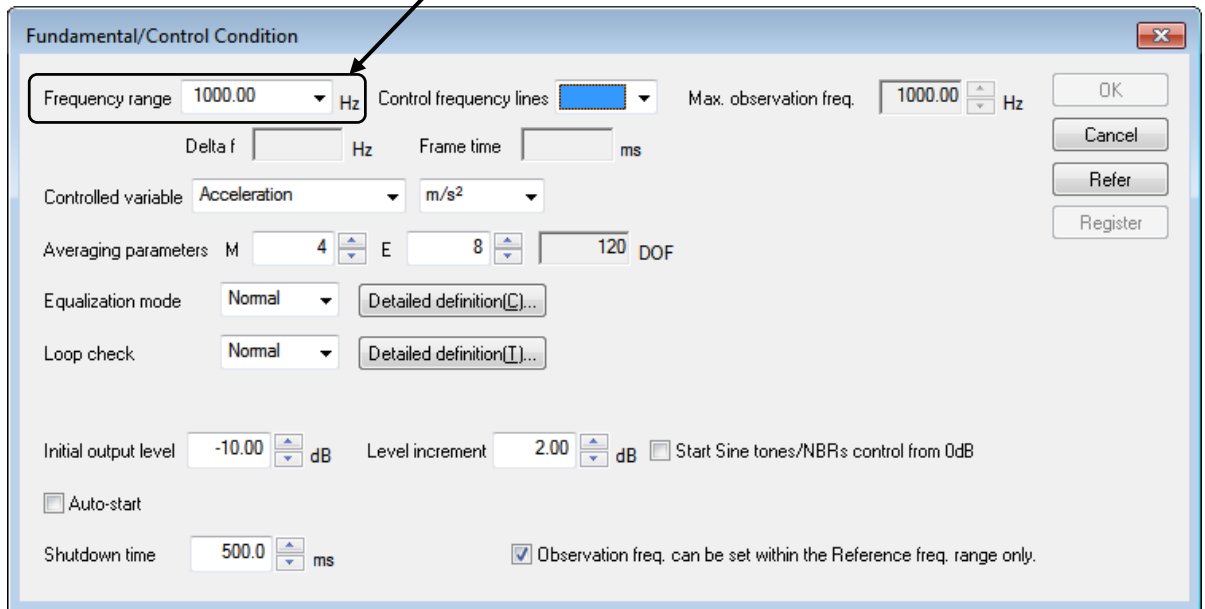 Fundamental/Control Condition
Frequency range 1000.00 Hz Control frequency lines Max. observation freq. 1000.00 Hz OK
Delta f Hz Frame time ms Cancel
Controlled variable Acceleration m/s² Refer
Averaging parameters M 4 E 8 120 DOF Register
Equalization mode Normal Detailed definition(C)...
Loop check Normal Detailed definition(T)...
Initial output level -10.00 dB Level increment 2.00 dB Start Sine tones/NBRs control from 0dB
Auto-start
Shutdown time 500.0 ms Observation freq. can be set within the Reference freq. range only.